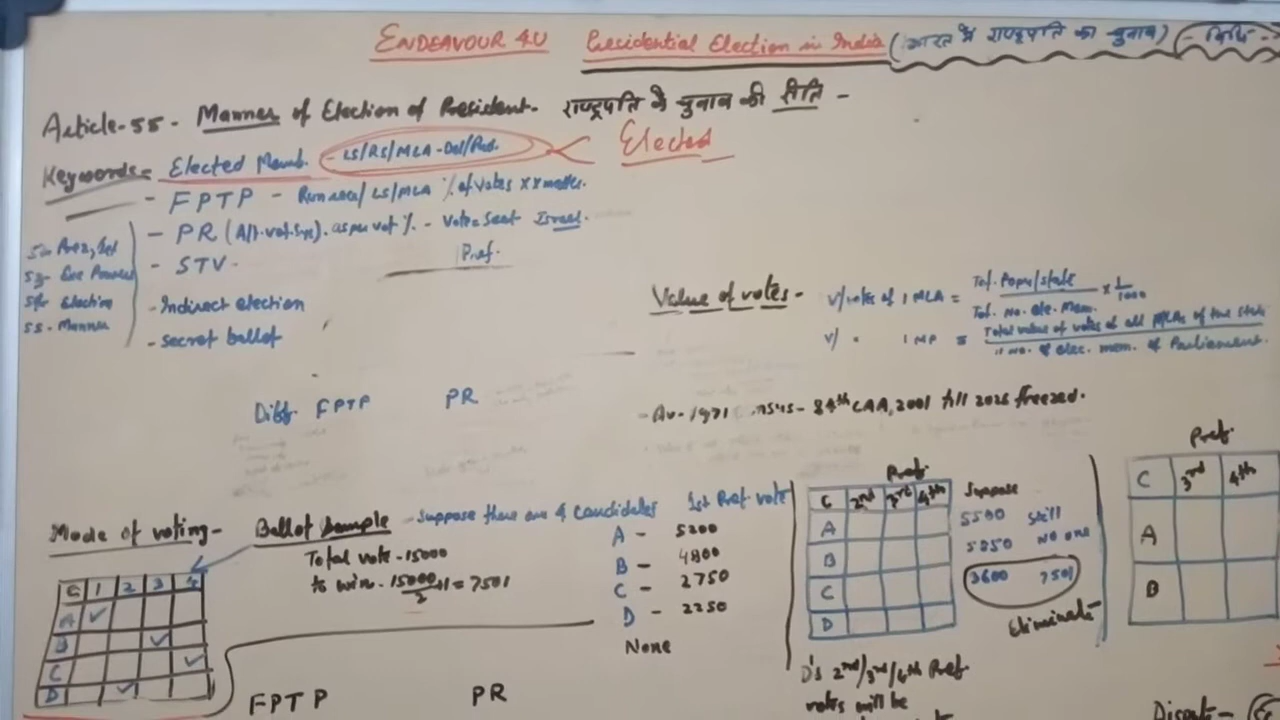 ENDEAVOUR 4U Presidential Election in India (भारत में राष्ट्रपति का चुनाव)
Article-55 - Manner of Election of President. राष्ट्रपति के चुनाव की रीति -
Keywords - Elected Memb. - LS/RS/MLA - Del/Pud. Elected
- FPTP - Run race/ LS/MLA % of Votes xx matter.
- PR (Alt. vot. sys). as per vot % - Vote = Seat Israel.
Pref.
- STV.
- Indirect election
- Secret ballot
54 - Election
55 - Manner
Value of votes - v/votes of 1 MLA = Tot. Popu/state / Tot. No. ele. Mem. × 1/1000
v/ " 1 MP = Total value of votes of all MLAs of the State / " No. of elec. mem. of Parliament.
Diff FPTP PR
- Av - 1971 - 84th CAA, 2001 till 2026 freezed.
Mode of voting - Ballot Sample - Suppose there are 4 candidates 1st Pref vote
Total vote - 15000
to win - 15000/2 +1 = 7501
A - 5200
B - 4800
C - 2750
D - 2250
None
C 1 2 3 4
A ✓
B ✓
C ✓
D ✓
FPTP PR
Pref.
C 2nd 3rd 4th
A
B
C
D
Suppose
5500 Still
5850 No one
3600 7501
Eliminate
D's 2nd/3rd/4th Pref
votes will be
Pref.
C 3rd 4th
A
B